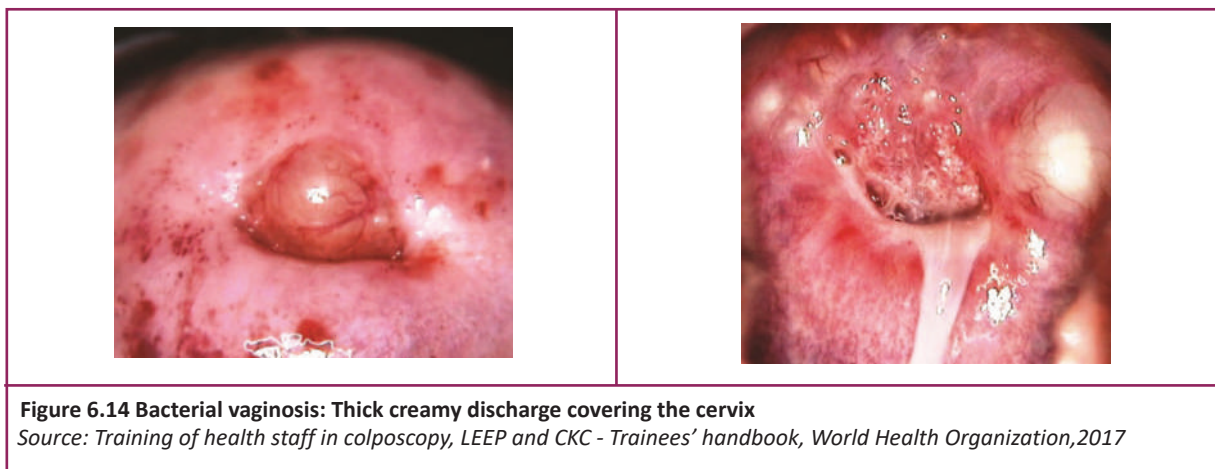 Figure 6.14 Bacterial vaginosis: Thick creamy discharge covering the cervix
Source: Training of health staff in colposcopy, LEEP and CKC - Trainees’ handbook, World Health Organization,2017